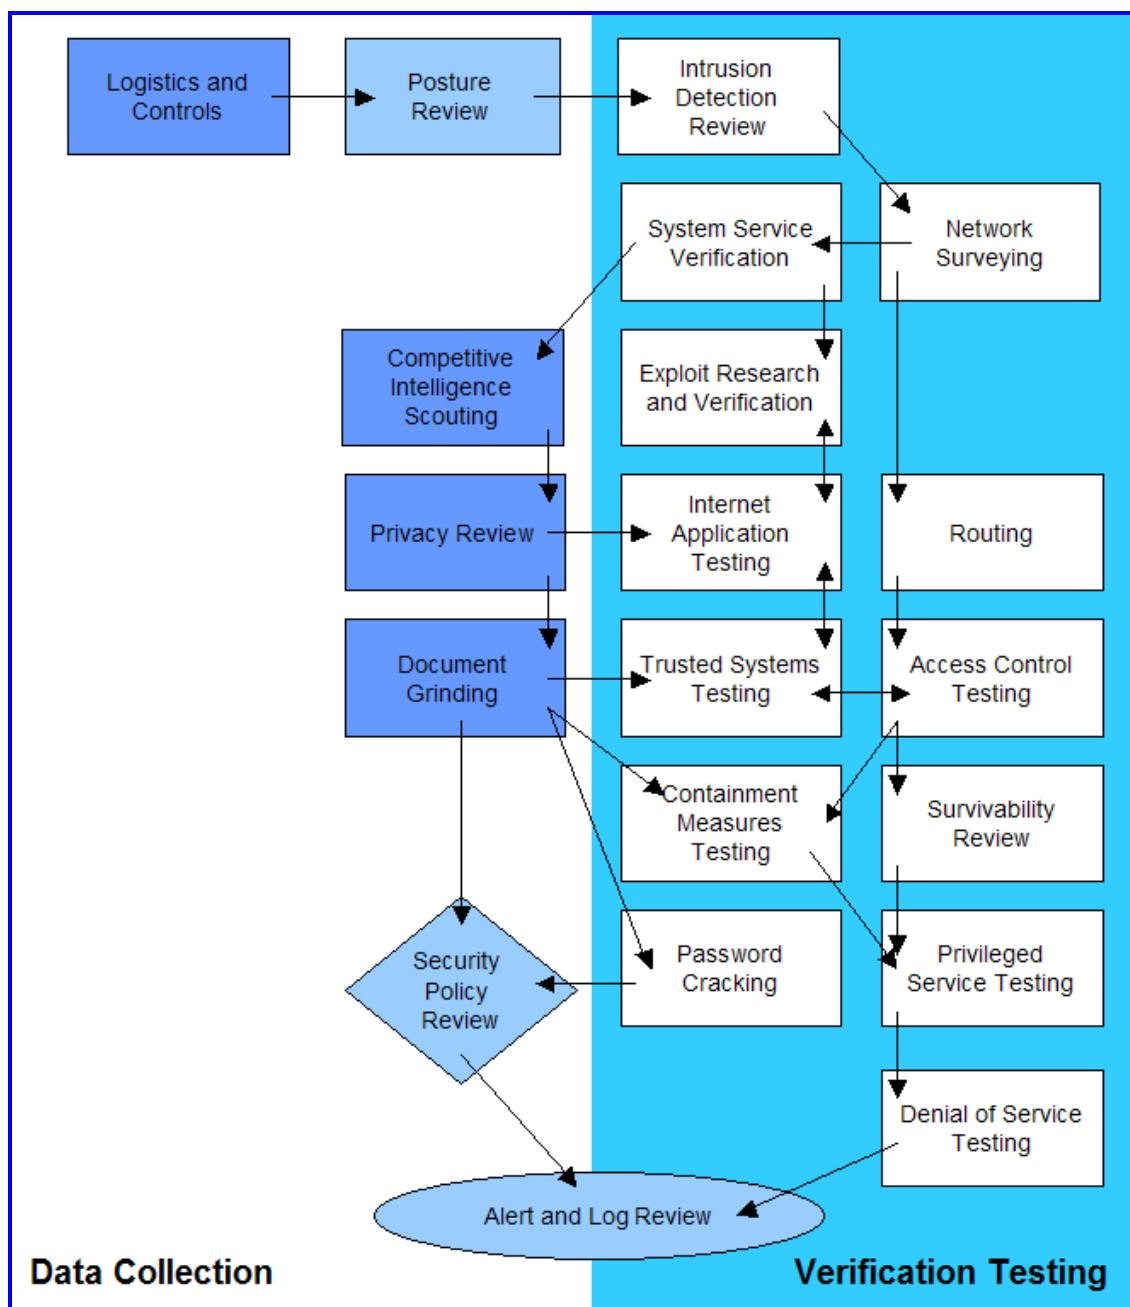 Logistics and
Controls
Posture
Review
Intrusion
Detection
Review
System Service
Verification
Network
Surveying
Competitive
Intelligence
Scouting
Exploit Research
and Verification
Privacy Review
Internet
Application
Testing
Routing
Document
Grinding
Trusted Systems
Testing
Access Control
Testing
Containment
Measures
Testing
Survivability
Review
Security
Policy
Review
Password
Cracking
Privileged
Service Testing
Denial of Service
Testing
Alert and Log Review
Data Collection
Verification Testing